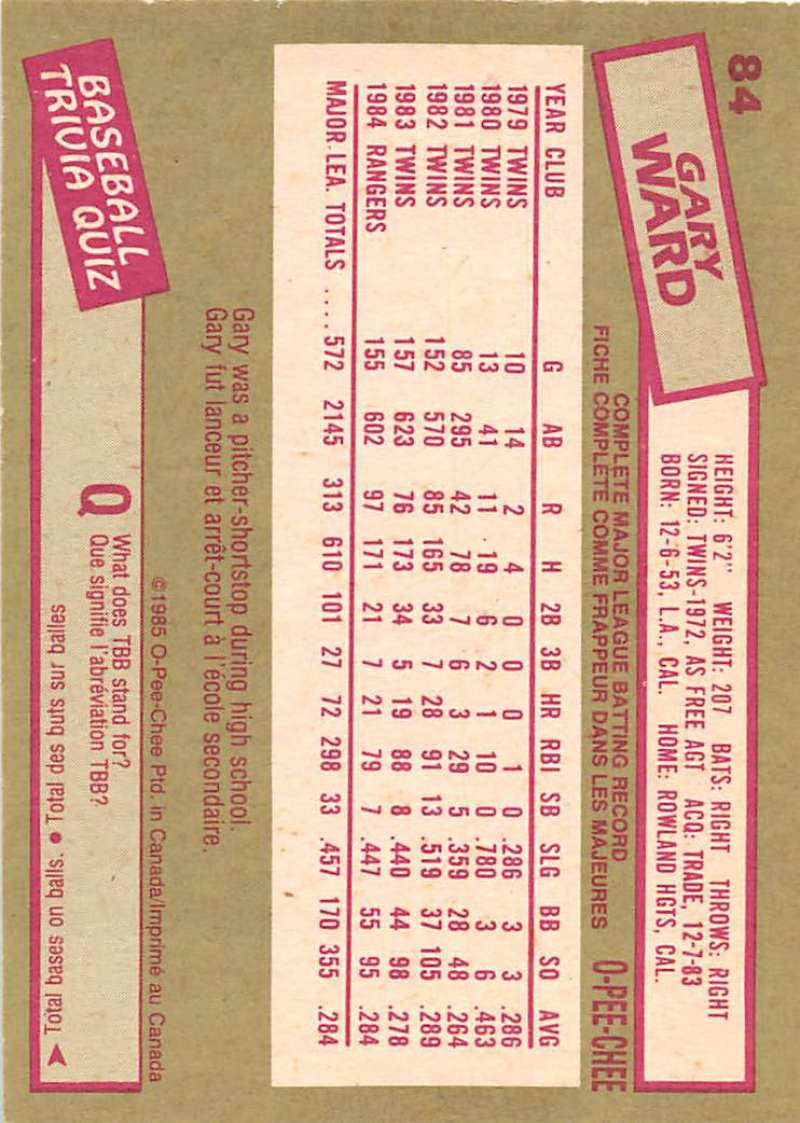 84
GARY
WARD
HEIGHT: 6'2" WEIGHT: 207 BATS: RIGHT THROWS: RIGHT
SIGNED: TWINS-1972, AS FREE AGT ACQ: TRADE, 12-7-83
BORN: 12-6-53, L.A., CAL. HOME: ROWLAND HGTS, CAL.
COMPLETE MAJOR LEAGUE BATTING RECORD
FICHE COMPLETE COMME FRAPPEUR DANS LES MAJEURES
O-PEE-CHEE
YEAR CLUB G AB R H 2B 3B HR RBI SB SLG BB SO AVG
1979 TWINS 10 14 2 4 0 0 0 1 0 .286 3 3 .286
1980 TWINS 13 41 11 19 6 2 1 10 0 .780 3 6 .463
1981 TWINS 85 295 42 78 7 6 3 29 5 .359 28 48 .264
1982 TWINS 152 570 85 165 33 7 28 91 13 .519 37 105 .289
1983 TWINS 157 623 76 173 34 5 19 88 8 .440 44 98 .278
1984 RANGERS 155 602 97 171 21 7 21 79 7 .447 55 95 .284
MAJOR LEA. TOTALS .... 572 2145 313 610 101 27 72 298 33 .457 170 355 .284
Gary was a pitcher-shortstop during high school.
Gary fut lanceur et arrêt-court à l'école secondaire.
© 1985 O-Pee-Chee Ptd. in Canada/Imprimé au Canada
BASEBALL
TRIVIA QUIZ
Q What does TBB stand for?
Que signifie l'abréviation TBB?
Total bases on balls. • Total des buts sur balles